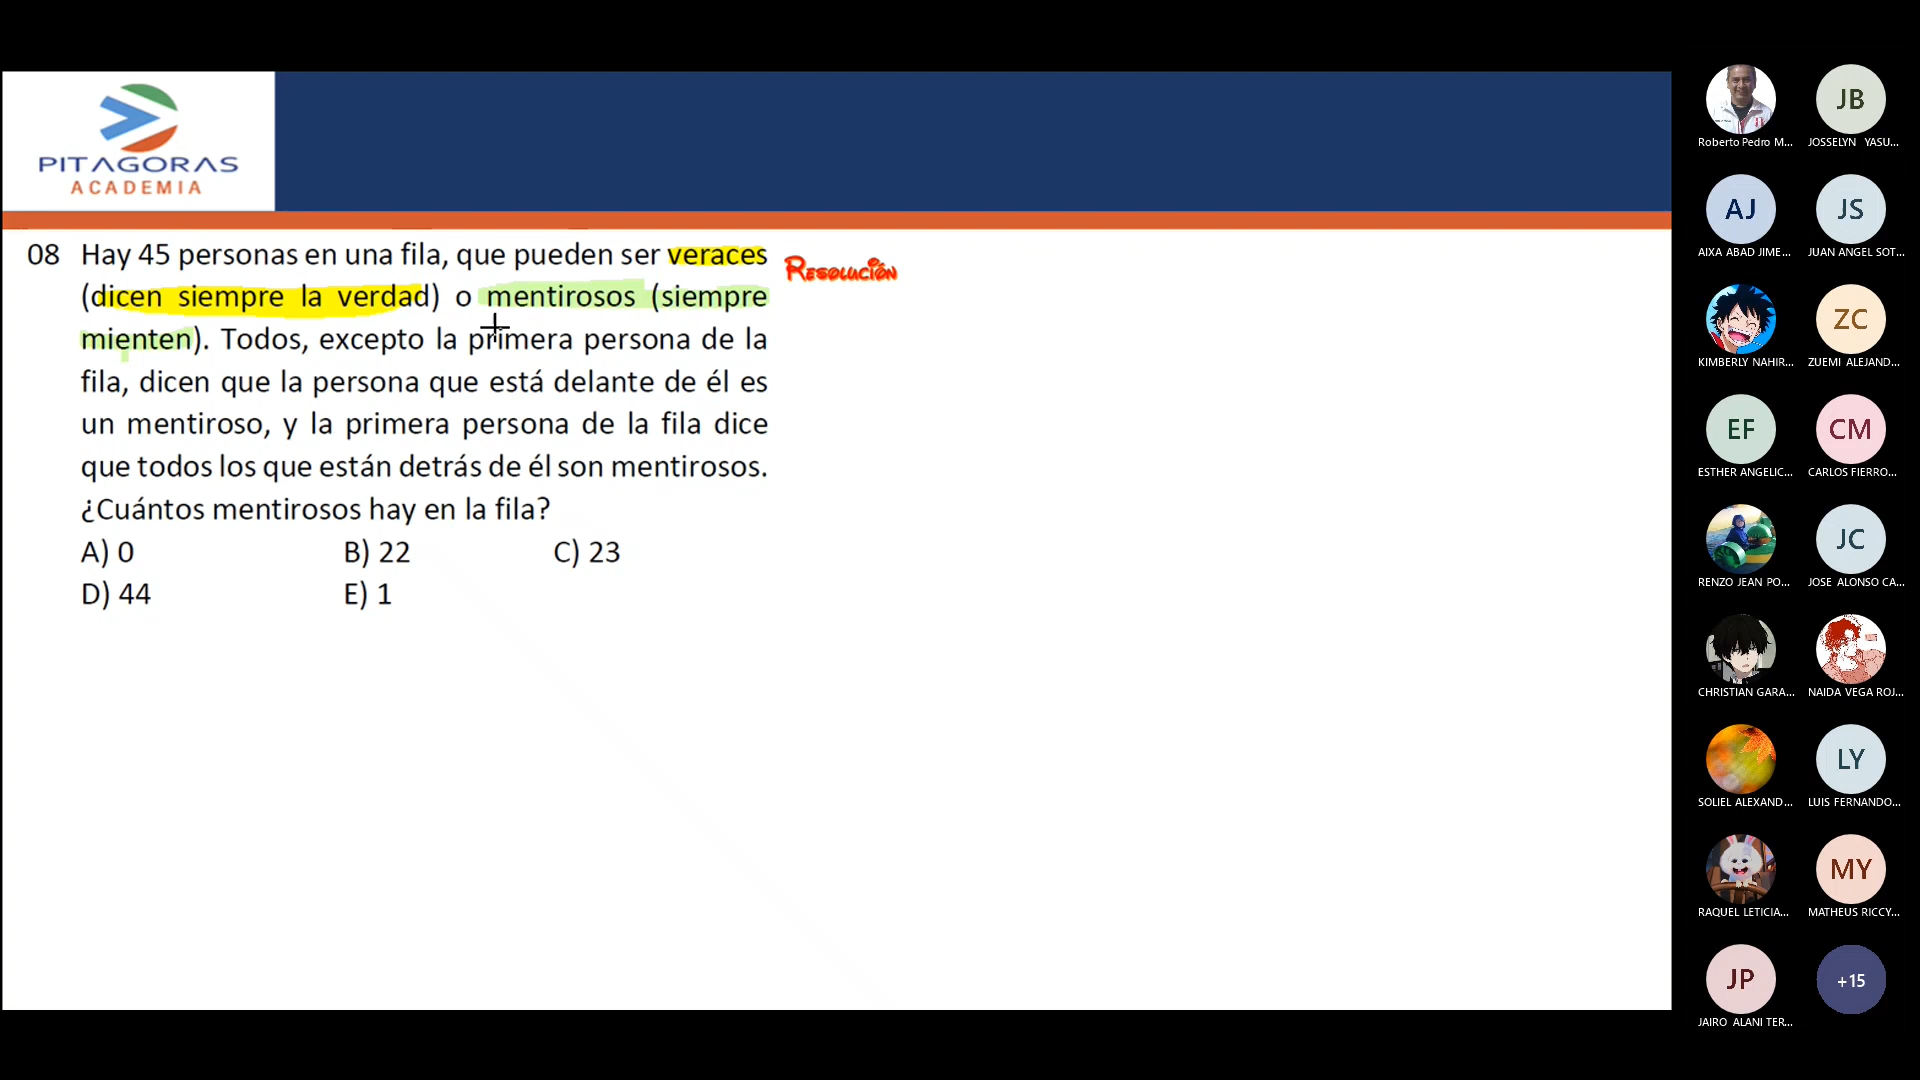 PITAGORAS
ACADEMIA
08 Hay 45 personas en una fila, que pueden ser veraces
(dicen siempre la verdad) o mentirosos (siempre
mienten). Todos, excepto la primera persona de la
fila, dicen que la persona que está delante de él es
un mentiroso, y la primera persona de la fila dice
que todos los que están detrás de él son mentirosos.
¿Cuántos mentirosos hay en la fila?
A) 0 B) 22 C) 23
D) 44 E) 1
Resolución
Roberto Pedro M...
JB
JOSSELYN YASU...
AJ
AIXA ABAD JIME...
JS
JUAN ANGEL SOT...
KIMBERLY NAHIR...
ZC
ZUEMI ALEJAND...
EF
ESTHER ANGELIC...
CM
CARLOS FIERRO...
RENZO JEAN PO...
JC
JOSE ALONSO CA...
CHRISTIAN GARA...
NAIDA VEGA ROJ...
SOLIEL ALEXAND...
LY
LUIS FERNANDO...
RAQUEL LETICIA...
MY
MATHEUS RICCY...
JP
JAIRO ALANI TER...
+15